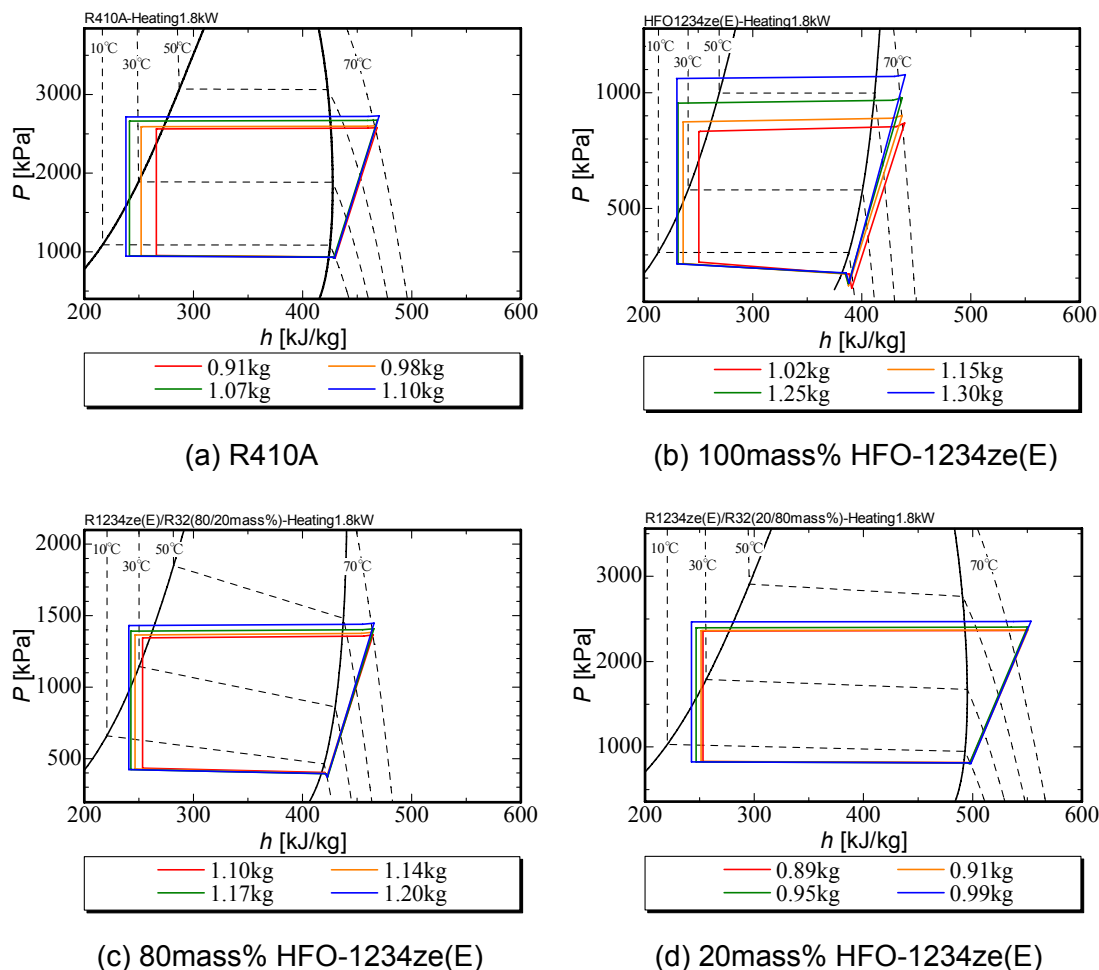 R410A-Heating1.8kW
10℃ 50℃
30℃ 70℃
3000
2000
1000
P [kPa]
200 300 400 500 600
h [kJ/kg]
0.91kg 0.98kg
1.07kg 1.10kg
(a) R410A
HFO1234ze(E)-Heating1.8kW
10℃ 50℃
30℃ 70℃
1000
500
P [kPa]
200 300 400 500 600
h [kJ/kg]
1.02kg 1.15kg
1.25kg 1.30kg
(b) 100mass% HFO-1234ze(E)
R1234ze(E)/R32(80/20mass%)-Heating1.8kW
10℃ 50℃
30℃ 70℃
2000
1500
1000
500
P [kPa]
200 300 400 500 600
h [kJ/kg]
1.10kg 1.14kg
1.17kg 1.20kg
(c) 80mass% HFO-1234ze(E)
R1234ze(E)/R32(20/80mass%)-Heating1.8kW
10℃ 50℃
30℃ 70℃
3000
2000
1000
P [kPa]
200 300 400 500 600
h [kJ/kg]
0.89kg 0.91kg
0.95kg 0.99kg
(d) 20mass% HFO-1234ze(E)